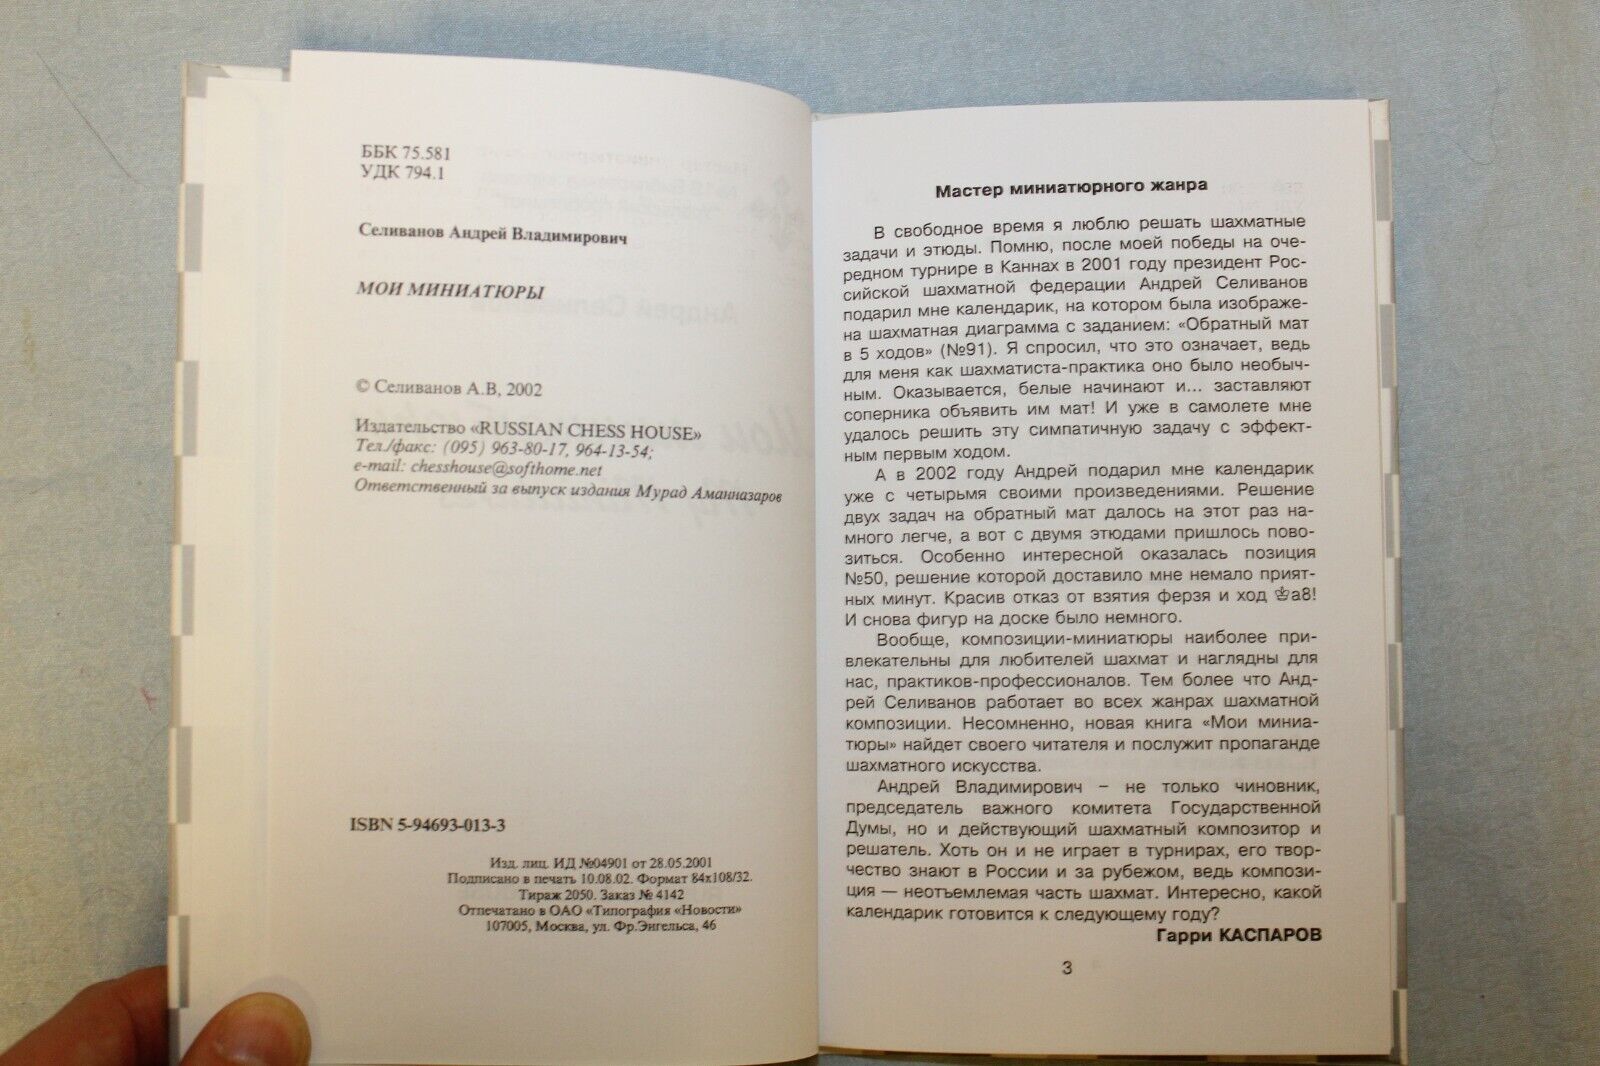 ББК 75.581
УДК 794.1
Селиванов Андрей Владимирович
МОИ МИНИАТЮРЫ
© Селиванов А.В, 2002
Издательство «RUSSIAN CHESS HOUSE»
Тел./факс: (095) 963-80-17, 964-13-54;
e-mail: chesshouse@softhome.net
Ответственный за выпуск издания Мурад Аманназаров
ISBN 5-94693-013-3
Изд. лиц. ИД №04901 от 28.05.2001
Подписано в печать 10.08.02. Формат 84x108/32.
Тираж 2050. Заказ № 4142
Отпечатано в ОАО «Типография «Новости»
107005, Москва, ул. Фр.Энгельса, 46
Мастер миниатюрного жанра
В свободное время я люблю решать шахматные
задачи и этюды. Помню, после моей победы на оче-
редном турнире в Каннах в 2001 году президент Рос-
сийской шахматной федерации Андрей Селиванов
подарил мне календарик, на котором была изображе-
на шахматная диаграмма с заданием: «Обратный мат
в 5 ходов» (№91). Я спросил, что это означает, ведь
для меня как шахматиста-практика оно было необыч-
ным. Оказывается, белые начинают и... заставляют
соперника объявить им мат! И уже в самолете мне
удалось решить эту симпатичную задачу с эффект-
ным первым ходом.
А в 2002 году Андрей подарил мне календарик
уже с четырьмя своими произведениями. Решение
двух задач на обратный мат далось на этот раз на-
много легче, а вот с двумя этюдами пришлось пово-
зиться. Особенно интересной оказалась позиция
№50, решение которой доставило мне немало прият-
ных минут. Красив отказ от взятия ферзя и ход ♔a8!
И снова фигур на доске было немного.
Вообще, композиции-миниатюры наиболее при-
влекательны для любителей шахмат и наглядны для
нас, практиков-профессионалов. Тем более что Анд-
рей Селиванов работает во всех жанрах шахматной
композиции. Несомненно, новая книга «Мои миниа-
тюры» найдет своего читателя и послужит пропаганде
шахматного искусства.
Андрей Владимирович – не только чиновник,
председатель важного комитета Государственной
Думы, но и действующий шахматный композитор и
решатель. Хоть он и не играет в турнирах, его твор-
чество знают в России и за рубежом, ведь компози-
ция — неотъемлемая часть шахмат. Интересно, какой
календарик готовится к следующему году?
Гарри КАСПАРОВ
3